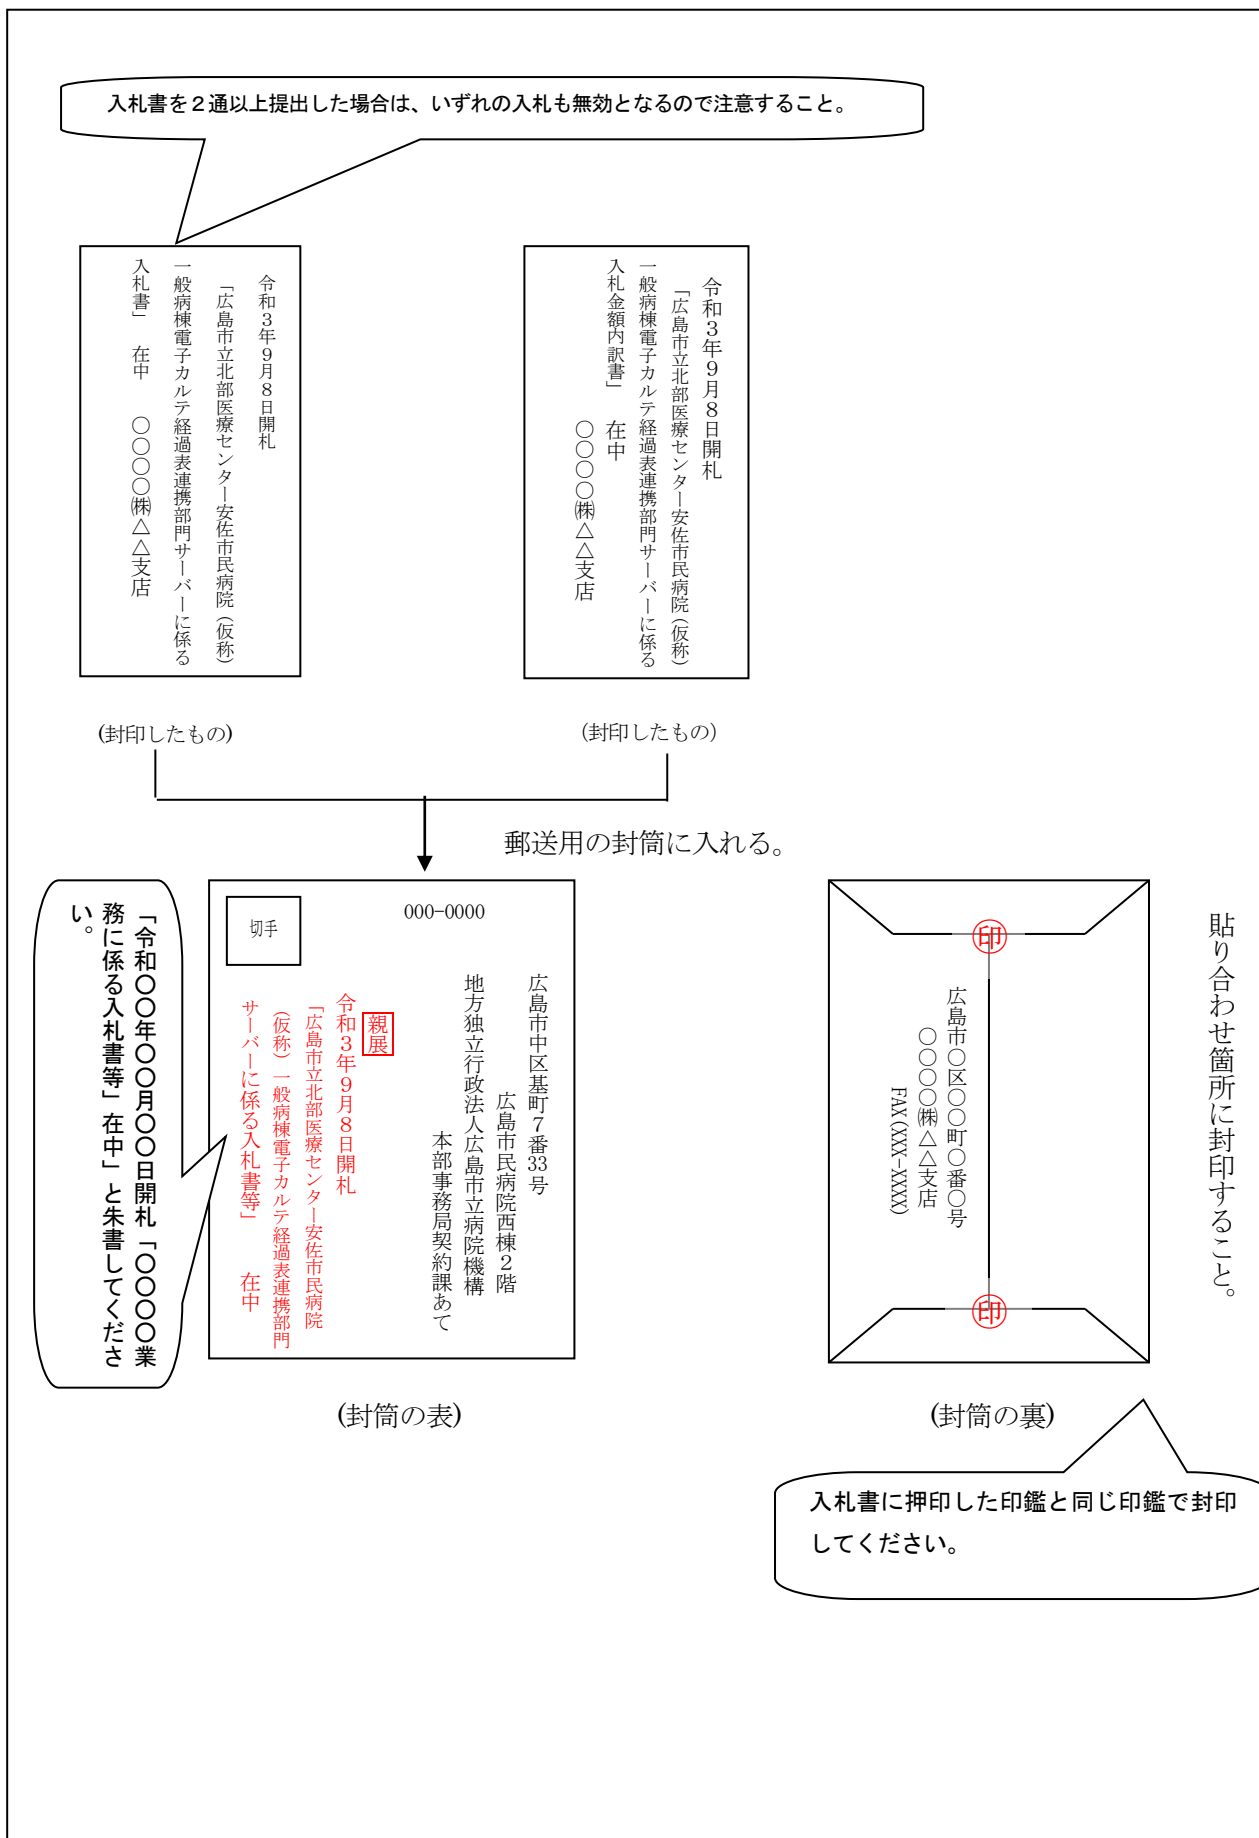 入札書を２通以上提出した場合は、いずれの入札も無効となるので注意すること。
令和３年９月８日開札
「広島市立北部医療センター安佐市民病院（仮称）
一般病棟電子カルテ経過表連携部門サーバーに係る
入札書」　在中　　〇〇〇〇㈱△△支店
令和３年９月８日開札
「広島市立北部医療センター安佐市民病院（仮称）
一般病棟電子カルテ経過表連携部門サーバーに係る
入札金額内訳書」　在中
〇〇〇〇㈱△△支店
(封印したもの)
(封印したもの)
郵送用の封筒に入れる。
「令和〇〇年〇〇月〇〇日開札「〇〇〇〇業
務に係る入札書等」在中」と朱書してくださ
い。
切手
000-0000
広島市中区基町７番33号
広島市民病院西棟２階
地方独立行政法人広島市立病院機構
本部事務局契約課あて
親展
令和３年９月８日開札
「広島市立北部医療センター安佐市民病院
（仮称）一般病棟電子カルテ経過表連携部門
サーバーに係る入札書等」　　在中
(封筒の表)
貼り合わせ箇所に封印すること。
印
広島市〇区〇〇町〇番〇号
〇〇〇〇㈱△△支店
FAX(XXX-XXXX)
印
(封筒の裏)
入札書に押印した印鑑と同じ印鑑で封印
してください。